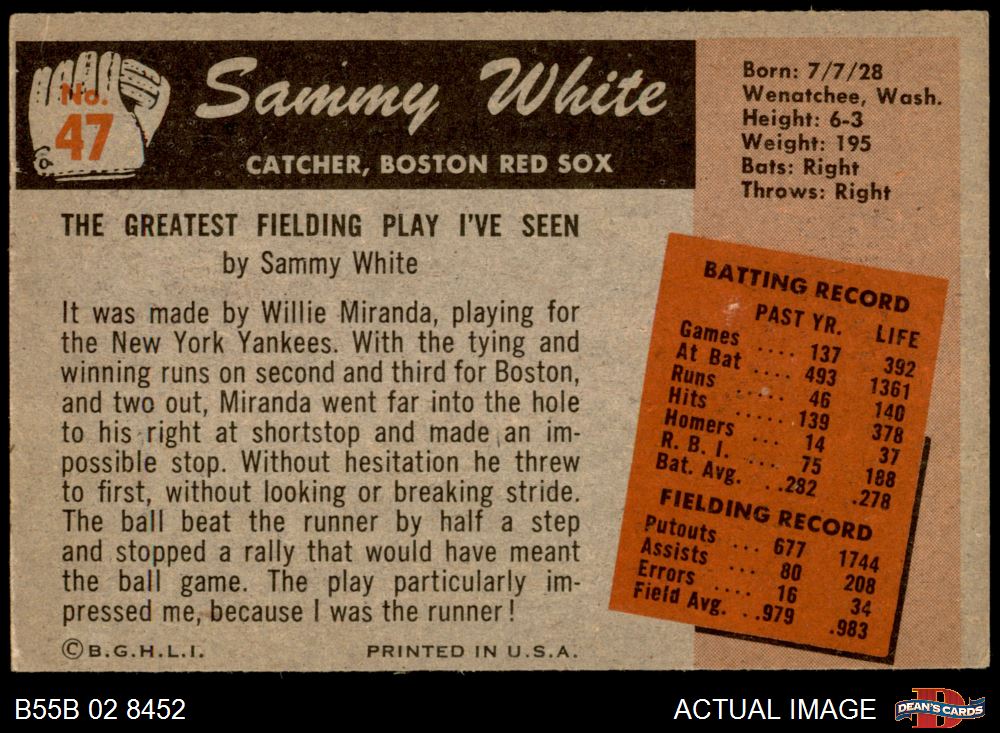 No.
47
Sammy White
CATCHER, BOSTON RED SOX
Born: 7/7/28
Wenatchee, Wash.
Height: 6-3
Weight: 195
Bats: Right
Throws: Right
THE GREATEST FIELDING PLAY I'VE SEEN
by Sammy White
It was made by Willie Miranda, playing for
the New York Yankees. With the tying and
winning runs on second and third for Boston,
and two out, Miranda went far into the hole
to his right at shortstop and made an im-
possible stop. Without hesitation he threw
to first, without looking or breaking stride.
The ball beat the runner by half a step
and stopped a rally that would have meant
the ball game. The play particularly im-
pressed me, because I was the runner!
©B.G.H.L.I. PRINTED IN U.S.A.
BATTING RECORD
PAST YR. LIFE
Games .... 137 392
At Bat .... 493 1361
Runs ..... 46 140
Hits ..... 139 378
Homers ... 14 37
R. B. I. .... 75 188
Bat. Avg. ..282 .278
FIELDING RECORD
Putouts ... 677 1744
Assists ... 80 208
Errors .... 16 34
Field Avg. ..979 .983
B55B 02 8452
ACTUAL IMAGE
D
DEAN'S CARDS